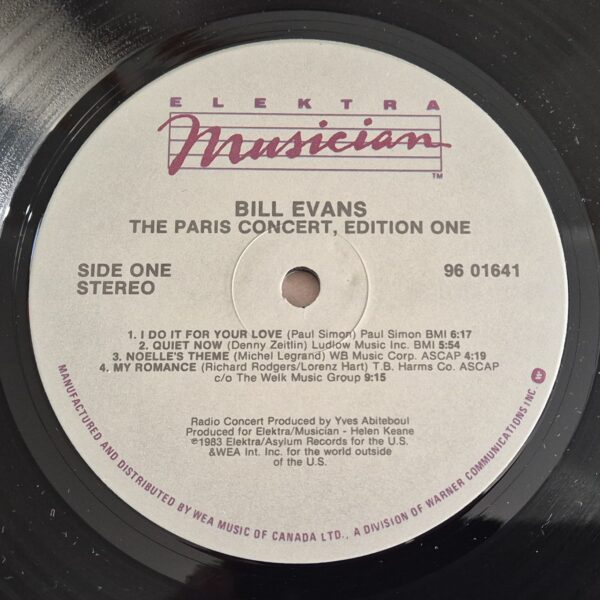 ELEKTRA
Musician
TM
BILL EVANS
THE PARIS CONCERT, EDITION ONE
SIDE ONE
STEREO
96 01641
1. I DO IT FOR YOUR LOVE (Paul Simon) Paul Simon BMI 6:17
2. QUIET NOW (Denny Zeitlin) Ludlow Music Inc. BMI 5:54
3. NOELLE'S THEME (Michel Legrand) WB Music Corp. ASCAP 4:19
4. MY ROMANCE (Richard Rodgers/Lorenz Hart) T.B. Harms Co. ASCAP
c/o The Welk Music Group 9:15
Radio Concert Produced by Yves Abiteboul
Produced for Elektra/Musician - Helen Keane
℗1983 Elektra/Asylum Records for the U.S.
&WEA Int. Inc. for the world outside
of the U.S.
MANUFACTURED AND DISTRIBUTED BY WEA MUSIC OF CANADA LTD., A DIVISION OF WARNER COMMUNICATIONS INC